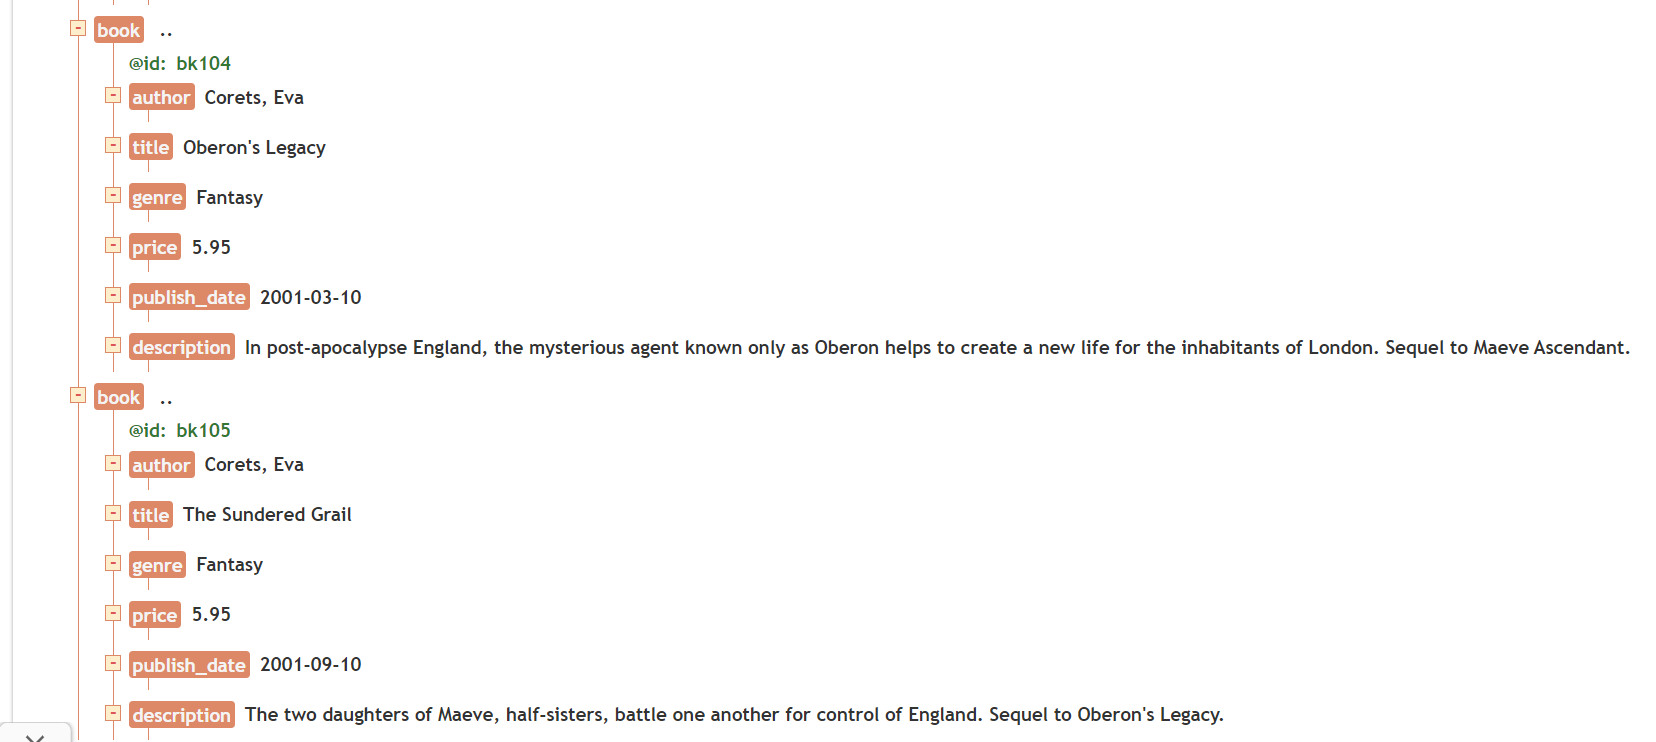 book ..
@id: bk104
author Corets, Eva
title Oberon's Legacy
genre Fantasy
price 5.95
publish_date 2001-03-10
description In post-apocalypse England, the mysterious agent known only as Oberon helps to create a new life for the inhabitants of London. Sequel to Maeve Ascendant.
book ..
@id: bk105
author Corets, Eva
title The Sundered Grail
genre Fantasy
price 5.95
publish_date 2001-09-10
description The two daughters of Maeve, half-sisters, battle one another for control of England. Sequel to Oberon's Legacy.